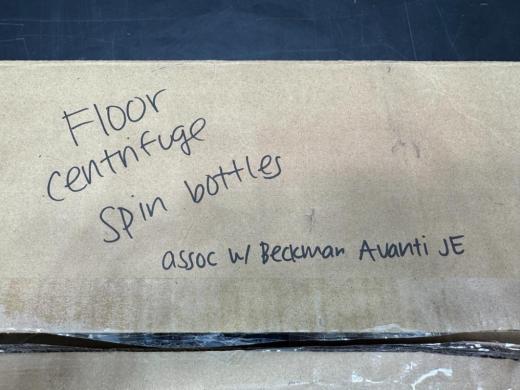 Floor
centrifuge
spin bottles
assoc w/ Beckman Avanti JE